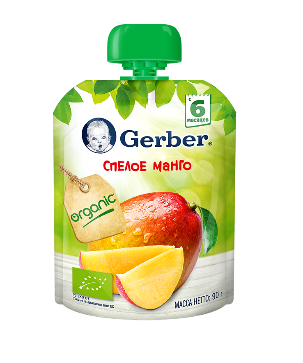 с 6
месяцев
Gerber®
Спелое манго
organic
МАССА НЕТТО: 90 г